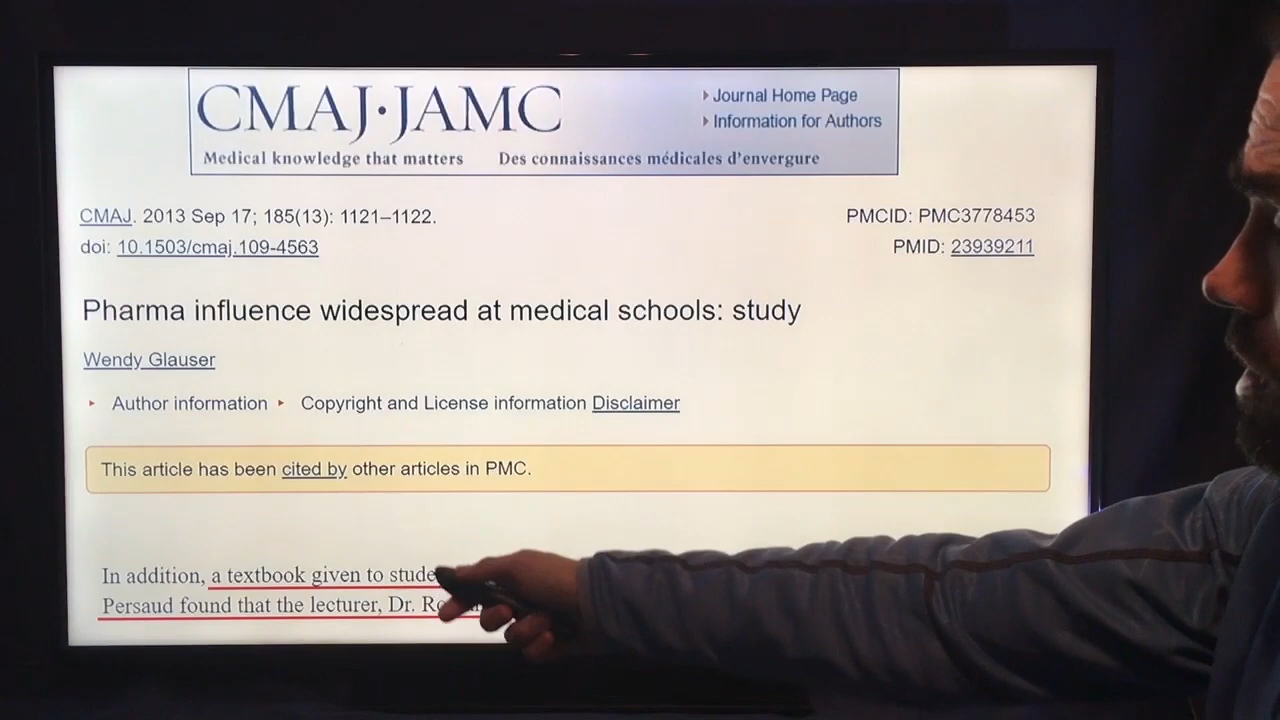 CMAJ·JAMC
Medical knowledge that matters Des connaissances médicales d'envergure
Journal Home Page
Information for Authors
CMAJ. 2013 Sep 17; 185(13): 1121–1122.
doi: 10.1503/cmaj.109-4563
PMCID: PMC3778453
PMID: 23939211
Pharma influence widespread at medical schools: study
Wendy Glauser
Author information Copyright and License information Disclaimer
This article has been cited by other articles in PMC.
In addition, a textbook given to
Persaud found that the lecturer, Dr.